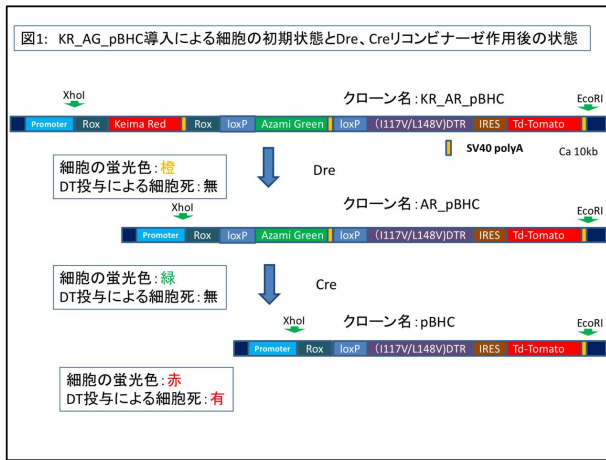 図1: KR_AG_pBHC導入による細胞の初期状態とDre、Creリコンビナーゼ作用後の状態
XhoI
クローン名:KR_AR_pBHC
EcoRI
Promoter Rox Keima Red Rox loxP Azami Green loxP (I117V/L148V)DTR IRES Td-Tomato
SV40 polyA
Ca 10kb
細胞の蛍光色:橙
DT投与による細胞死:無
Dre
XhoI
クローン名:AR_pBHC
EcoRI
Promoter Rox loxP Azami Green loxP (I117V/L148V)DTR IRES Td-Tomato
細胞の蛍光色:緑
DT投与による細胞死:無
Cre
XhoI
クローン名:pBHC
EcoRI
Promoter Rox loxP (I117V/L148V)DTR IRES Td-Tomato
細胞の蛍光色:赤
DT投与による細胞死:有